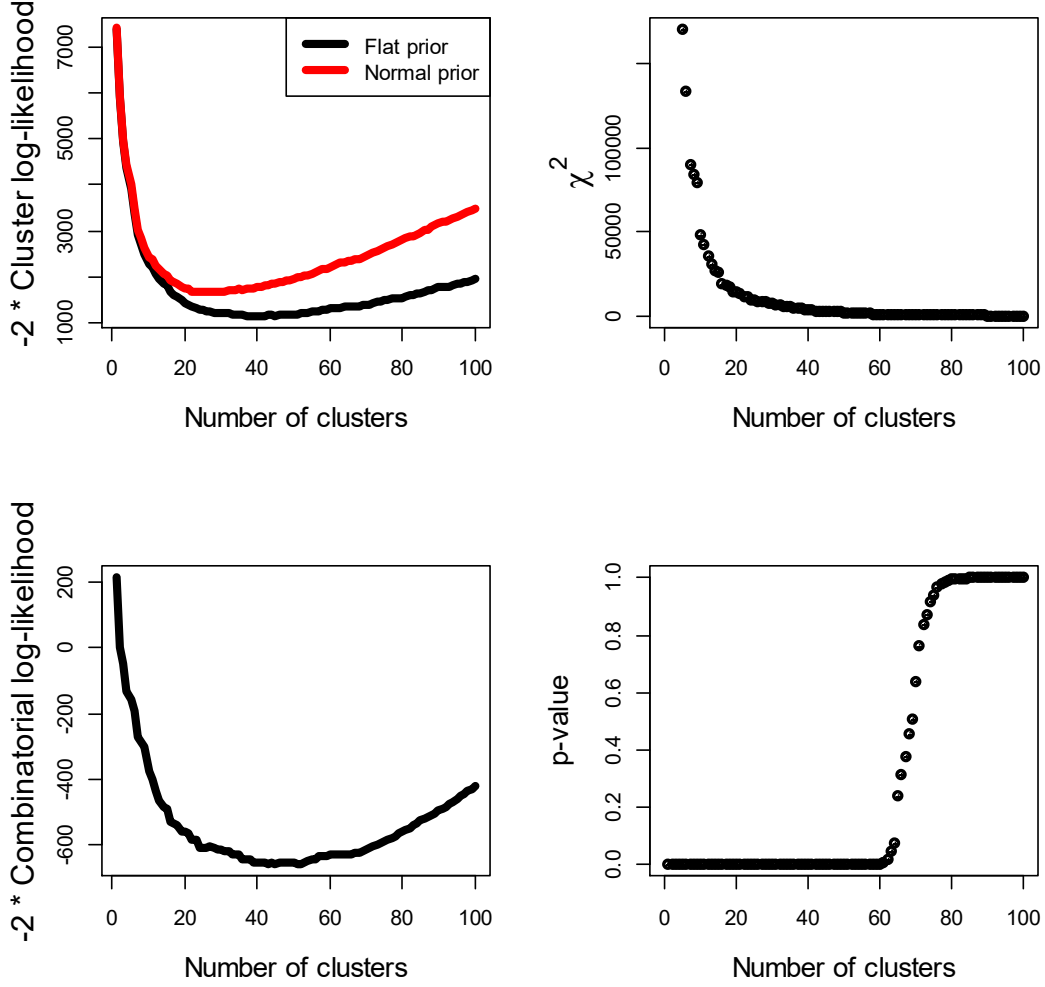 -2 * Cluster log-likelihood
7000
5000
3000
1000
Flat prior
Normal prior
0 20 40 60 80 100
Number of clusters
χ2
100000
50000
0
0 20 40 60 80 100
Number of clusters
-2 * Combinatorial log-likelihood
200
0
-200
-400
-600
0 20 40 60 80 100
Number of clusters
p-value
1.0
0.8
0.6
0.4
0.2
0.0
0 20 40 60 80 100
Number of clusters